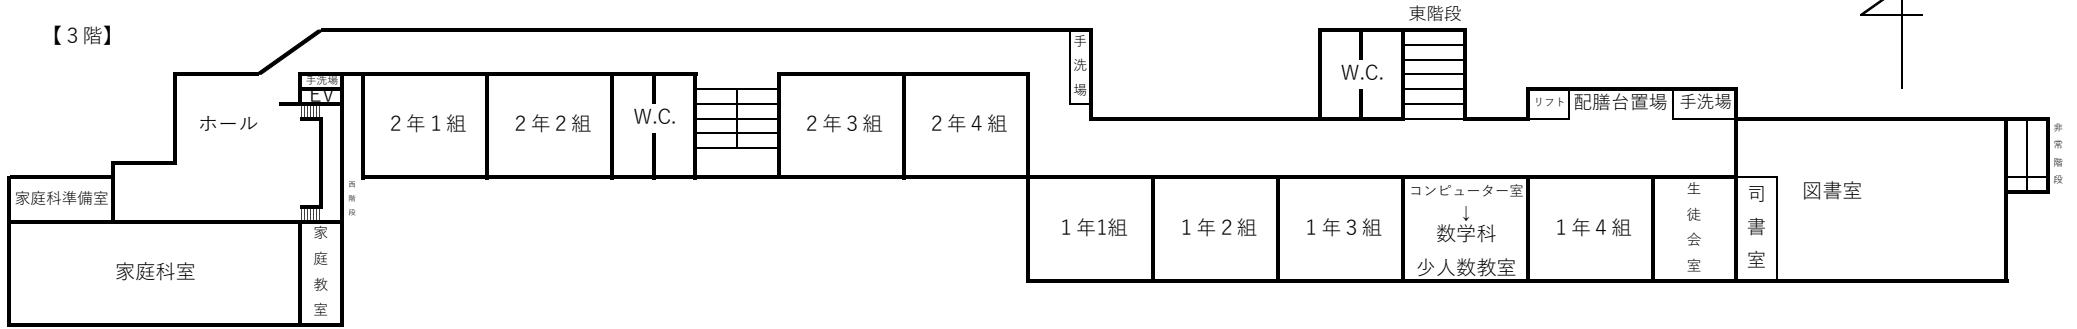 【３階】
東階段
手洗場
EV
ホール
２年１組
２年２組
W.C.
２年３組
２年４組
手洗場
W.C.
リフト
配膳台置場
手洗場
非常階段
家庭科準備室
西階段
家庭科室
家庭教室
１年1組
１年２組
１年３組
コンピューター室
↓
数学科
少人数教室
１年４組
生徒会室
司書室
図書室